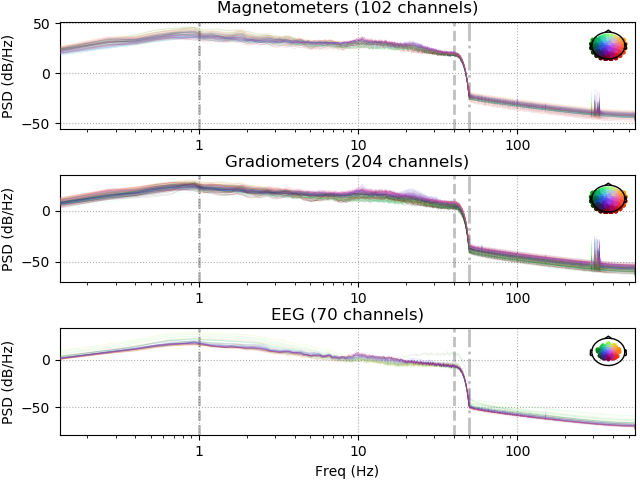 Magnetometers (102 channels)
PSD (dB/Hz)
50
0
−50
1
10
100
Gradiometers (204 channels)
PSD (dB/Hz)
0
−50
1
10
100
EEG (70 channels)
PSD (dB/Hz)
0
−50
1
10
100
Freq (Hz)